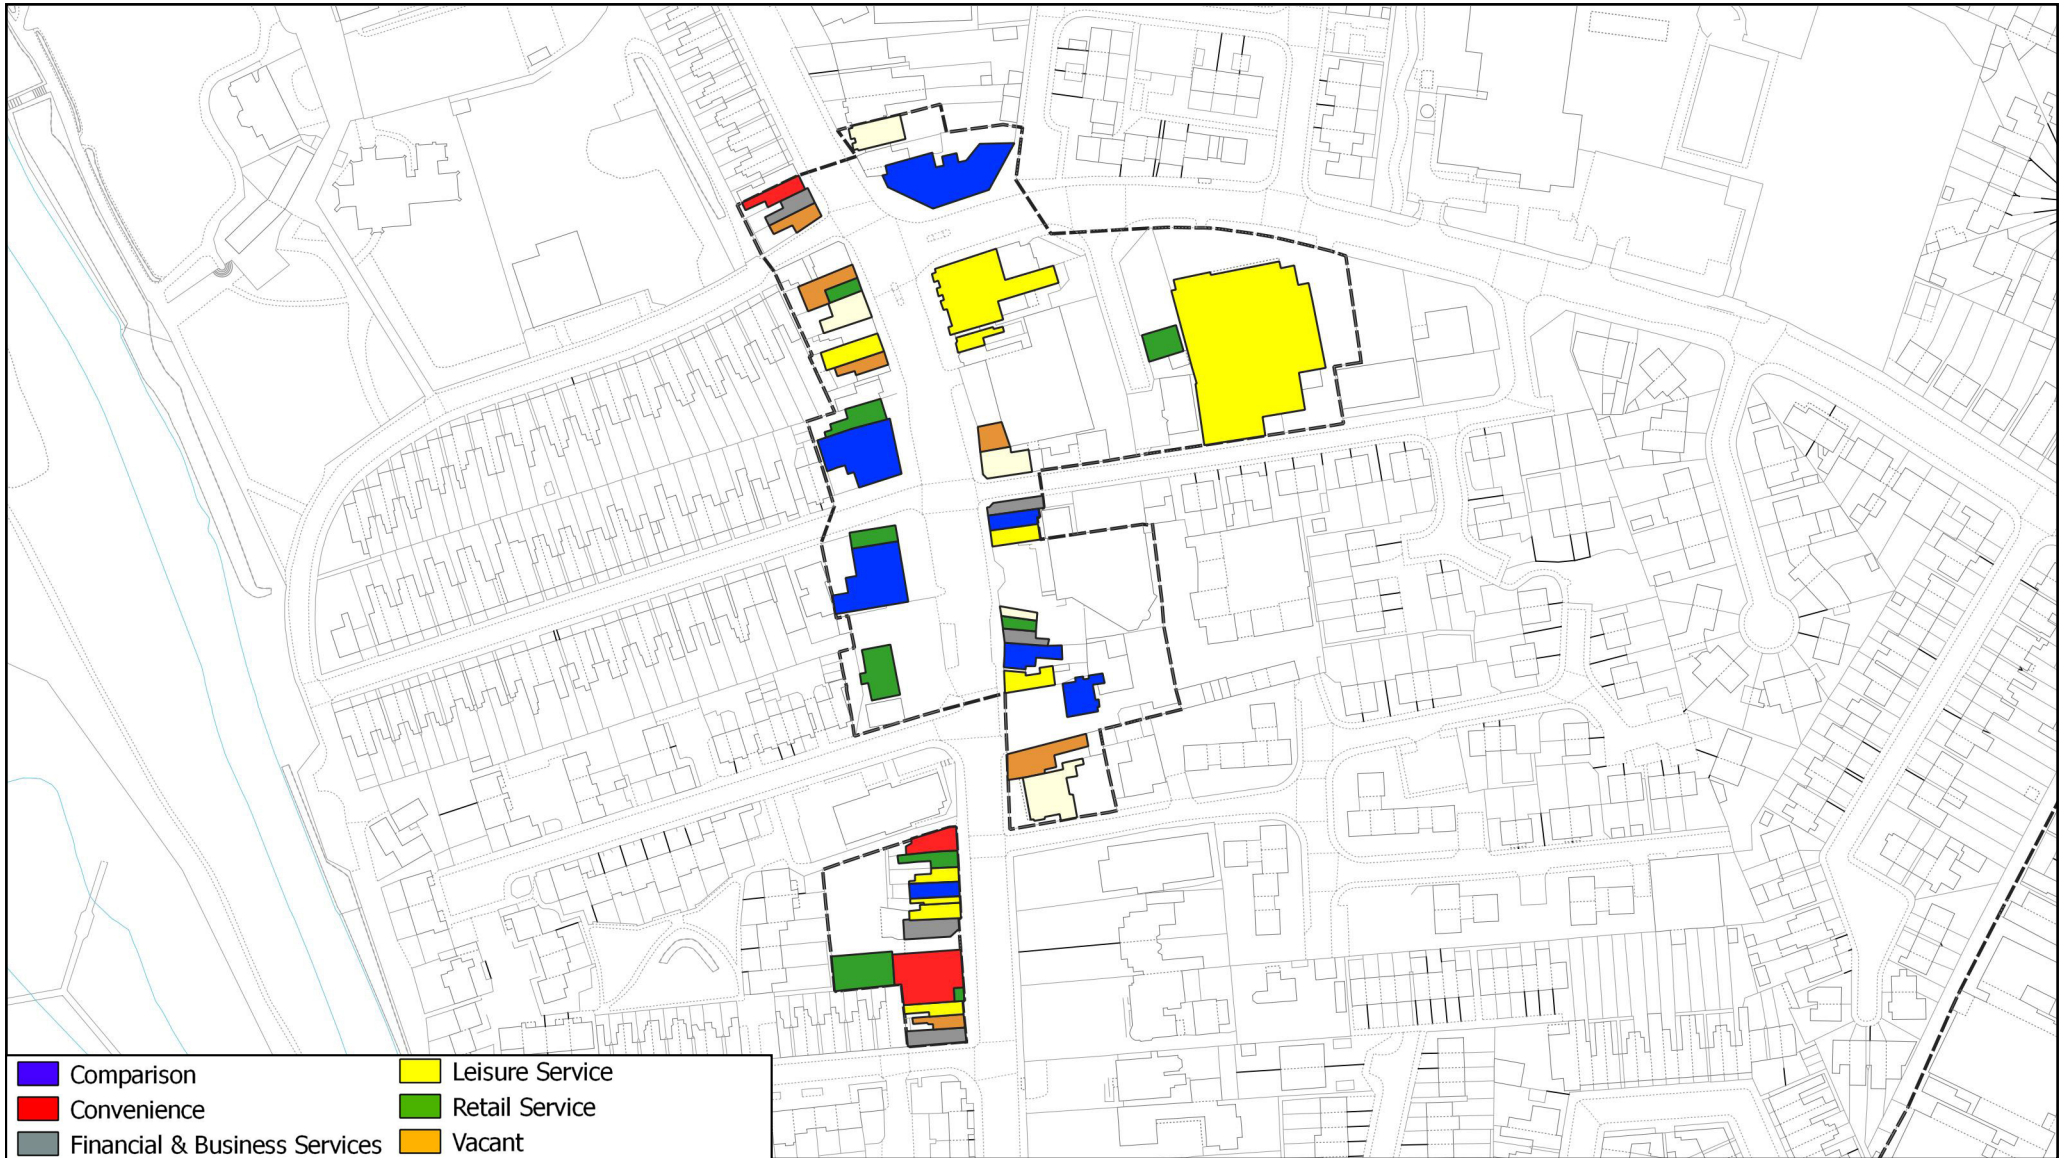 Comparison
Convenience
Financial & Business Services
Leisure Service
Retail Service
Vacant